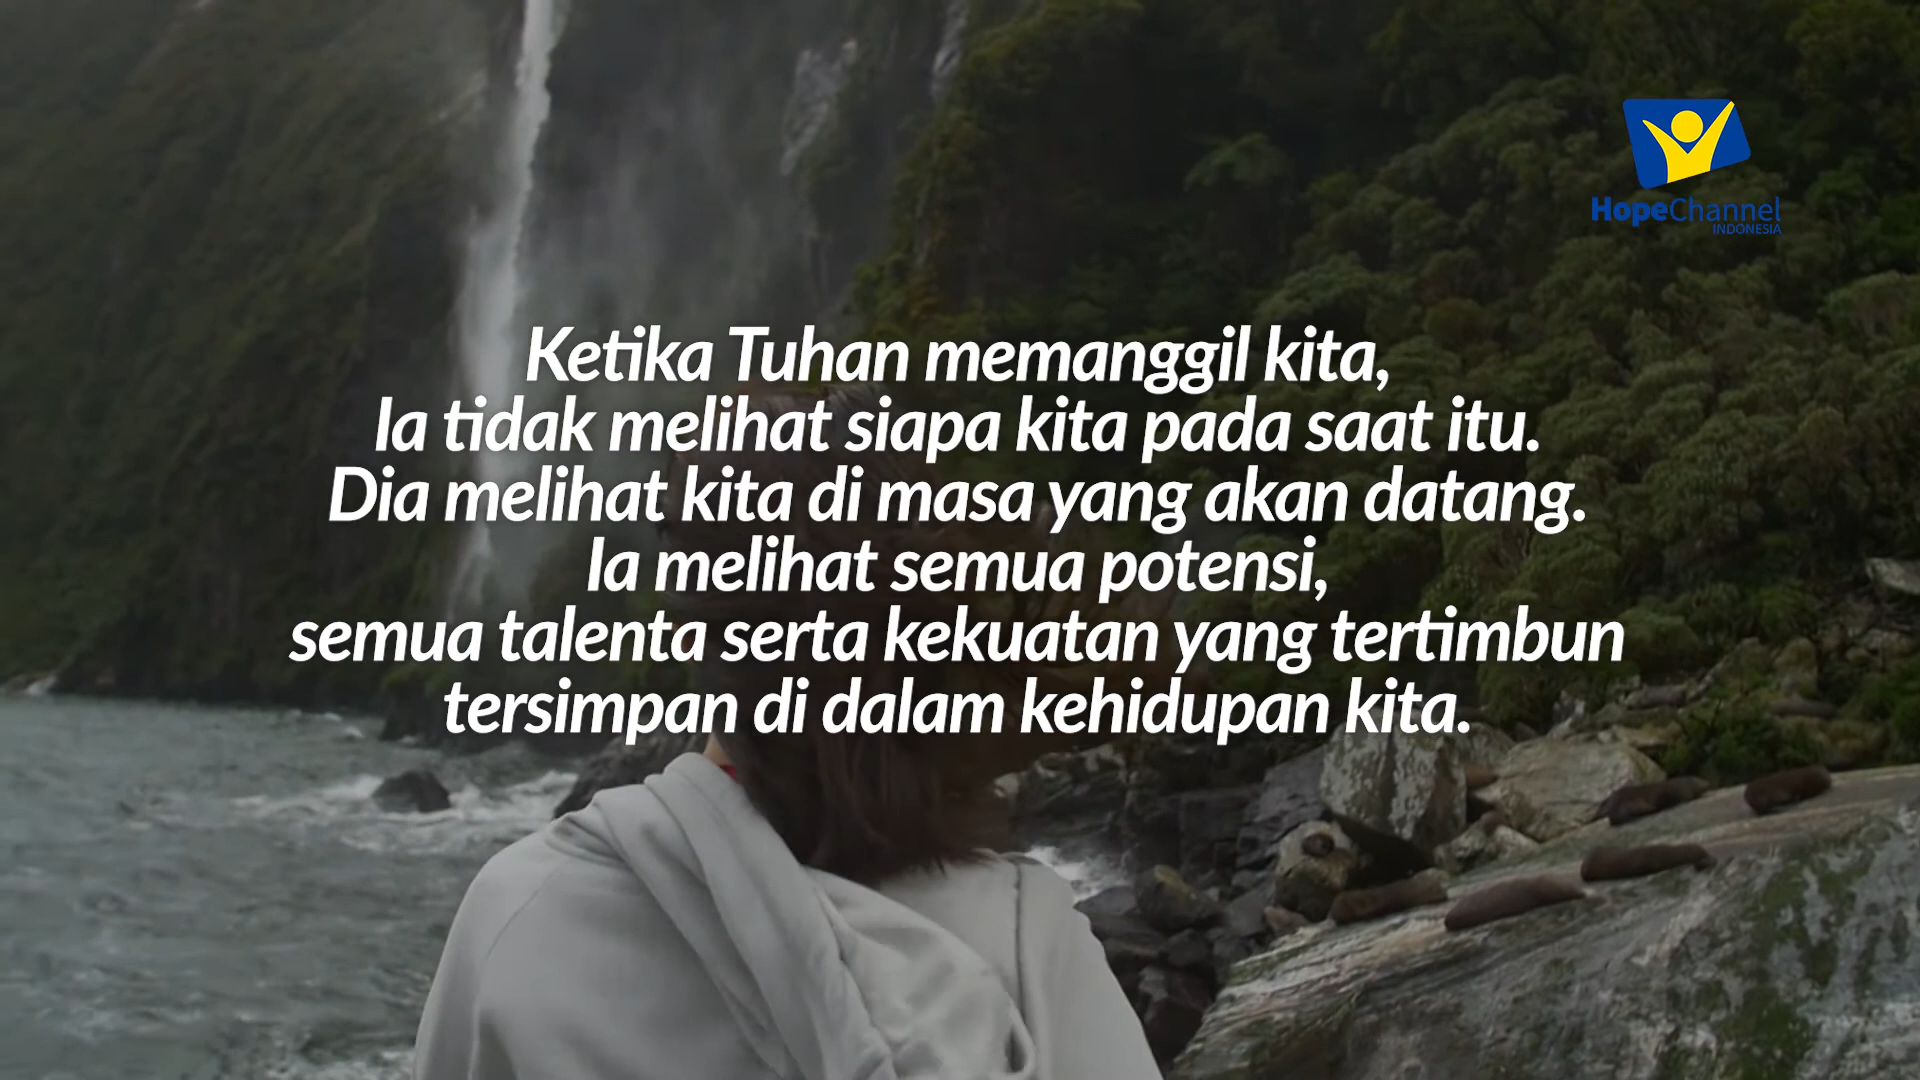 HopeChannel
INDONESIA
Ketika Tuhan memanggil kita,
Ia tidak melihat siapa kita pada saat itu.
Dia melihat kita di masa yang akan datang.
Ia melihat semua potensi,
semua talenta serta kekuatan yang tertimbun
tersimpan di dalam kehidupan kita.